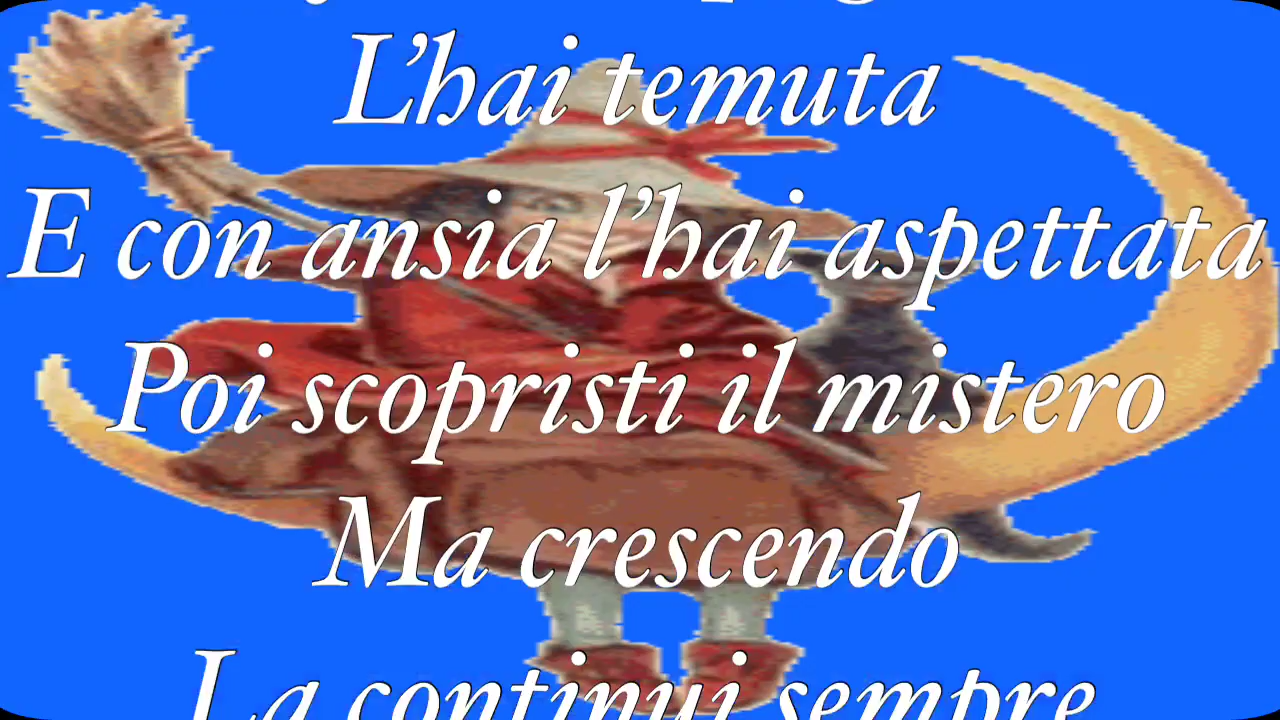 L'hai temuta
E con ansia l'hai aspettata
Poi scopristi il mistero
Ma crescendo
La continui sempre